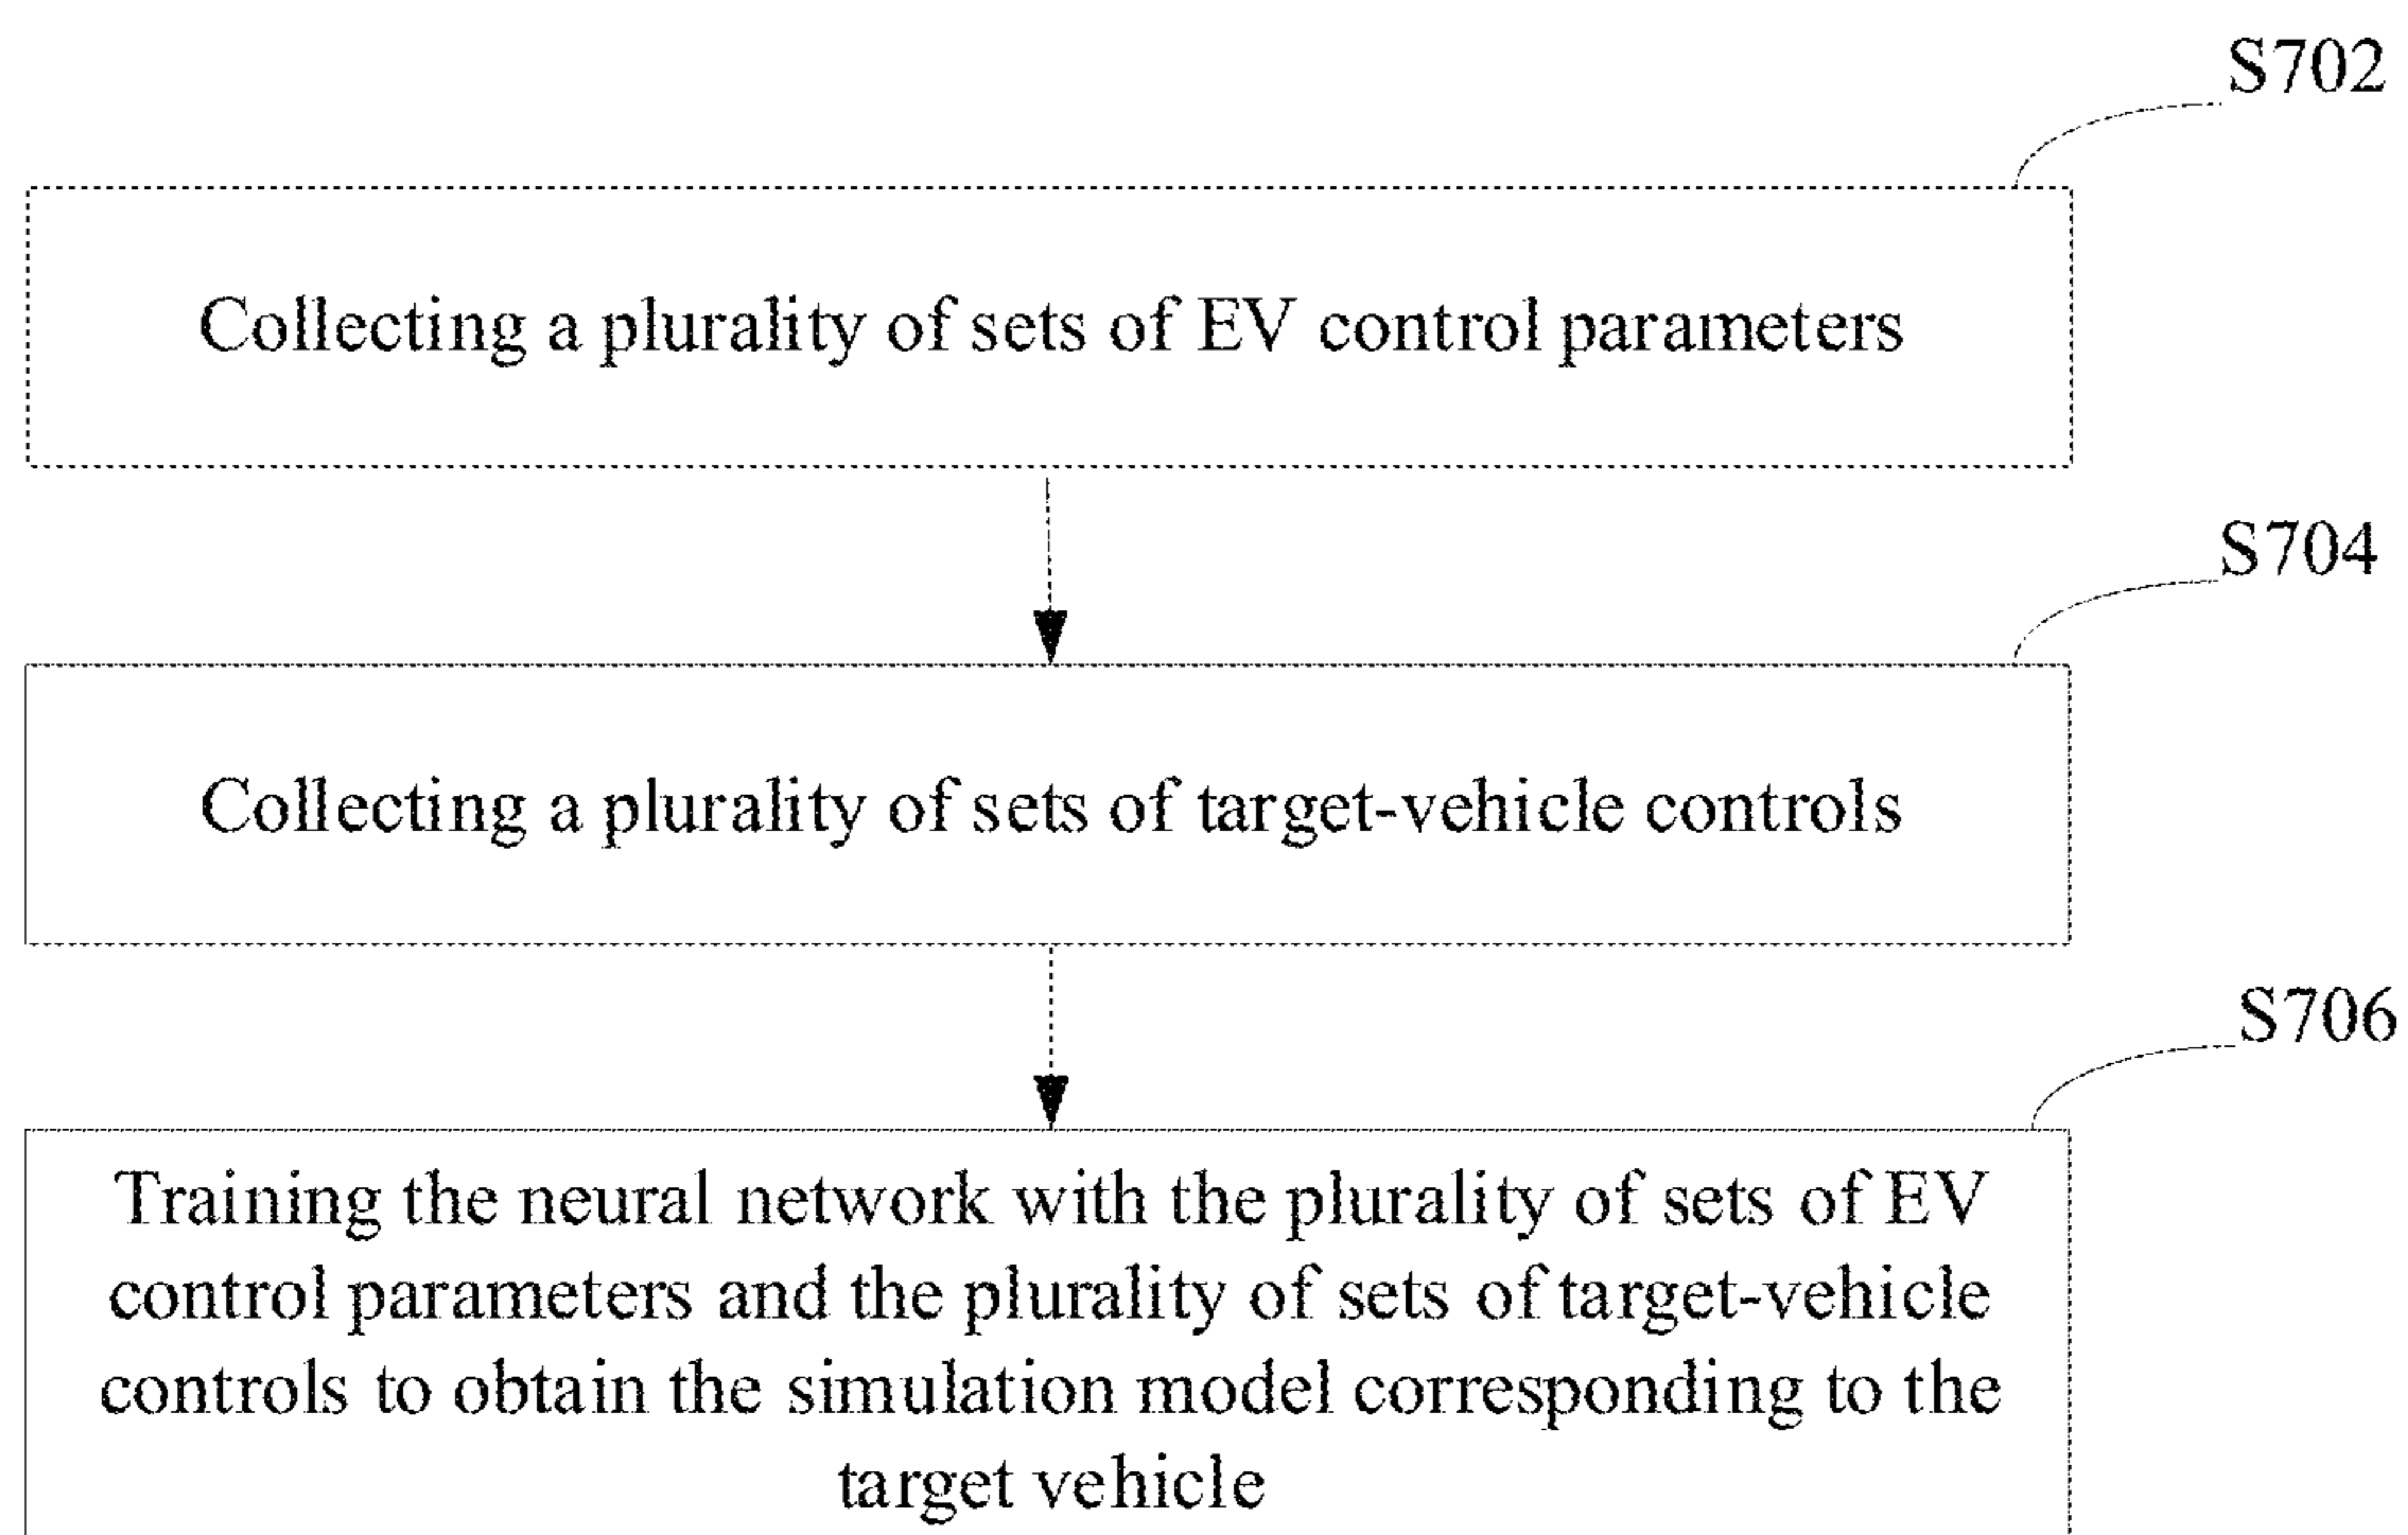 S702
Collecting a plurality of sets of EV control parameters
S704
Collecting a plurality of sets of target-vehicle controls
S706
Training the neural network with the plurality of sets of EV
control parameters and the plurality of sets of target-vehicle
controls to obtain the simulation model corresponding to the
target vehicle